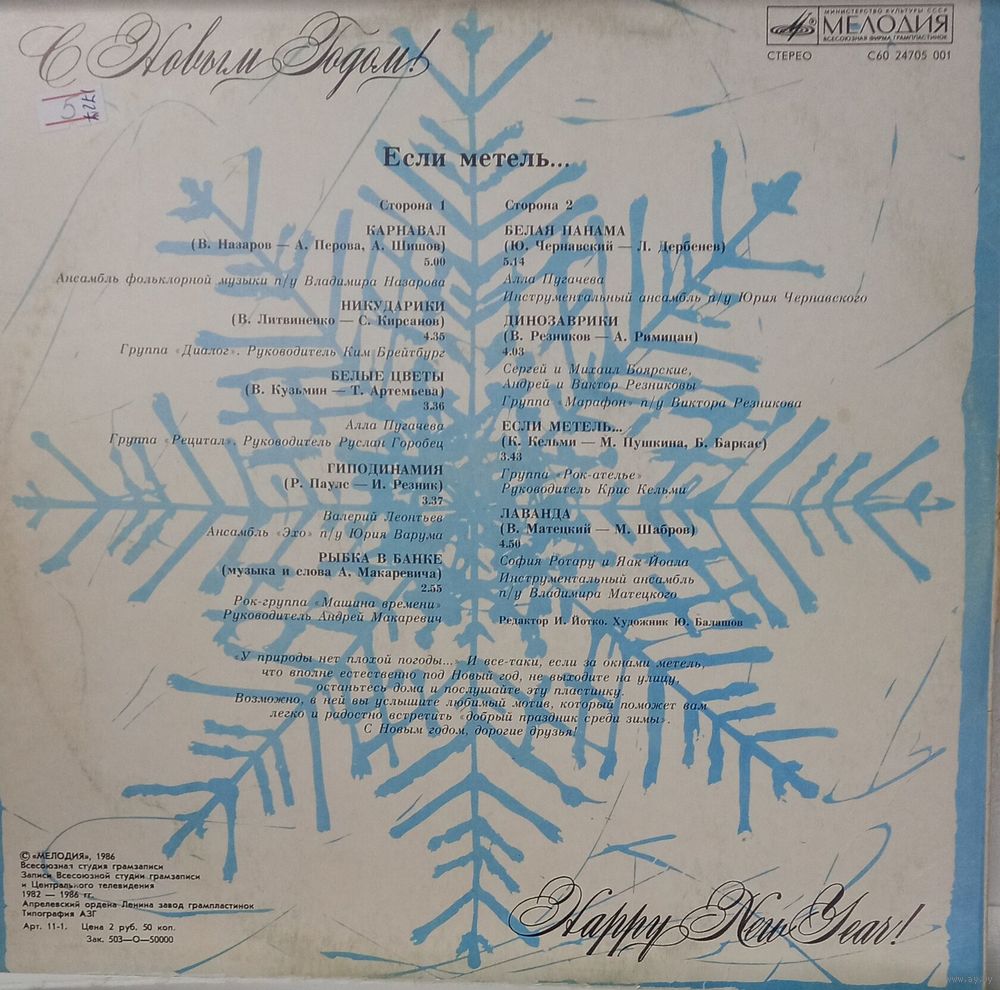 С Новым Годом!
5
МИНИСТЕРСТВО КУЛЬТУРЫ СССР
МЕЛОДИЯ
ВСЕСОЮЗНАЯ ФИРМА ГРАМПЛАСТИНОК
СТЕРЕО С60 24705 001
Если метель...
Сторона 1
КАРНАВАЛ
(В. Назаров — А. Перова, А. Шишов)
5.00
Ансамбль фольклорной музыки п/у Владимира Назарова
НИКУДАРИКИ
(В. Литвиненко — С. Кирсанов)
4.35
Группа «Диалог». Руководитель Ким Брейтбург
БЕЛЫЕ ЦВЕТЫ
(В. Кузьмин — Т. Артемьева)
3.36
Алла Пугачева
Группа «Рецитал». Руководитель Руслан Горобец
ГИПОДИНАМИЯ
(Р. Паулс — И. Резник)
3.37
Валерий Леонтьев
Ансамбль «Эхо» п/у Юрия Варума
РЫБКА В БАНКЕ
(музыка и слова А. Макаревича)
2.55
Рок-группа «Машина времени»
Руководитель Андрей Макаревич
Сторона 2
БЕЛАЯ ПАНАМА
(Ю. Чернавский — Л. Дербенев)
5.14
Алла Пугачева
Инструментальный ансамбль п/у Юрия Чернавского
ДИНОЗАВРИКИ
(В. Резников — А. Римицан)
4.03
Сергей и Михаил Боярские,
Андрей и Виктор Резниковы
Группа «Марафон» п/у Виктора Резникова
ЕСЛИ МЕТЕЛЬ...
(К. Кельми — М. Пушкина, Б. Баркас)
3.43
Группа «Рок-ателье»
Руководитель Крис Кельми
ЛАВАНДА
(В. Матецкий — М. Шабров)
4.50
София Ротару и Яак Йоала
Инструментальный ансамбль
п/у Владимира Матецкого
Редактор И. Йотко. Художник Ю. Балашов
«У природы нет плохой погоды...» И все-таки, если за окнами метель,
что вполне естественно под Новый год, не выходите на улицу,
останьтесь дома и послушайте эту пластинку.
Возможно, в ней вы услышите любимый мотив, который поможет вам
легко и радостно встретить «добрый праздник среди зимы».
С Новым годом, дорогие друзья!
© «МЕЛОДИЯ», 1986
Всесоюзная студия грамзаписи
Записи Всесоюзной студии грамзаписи
и Центрального телевидения
1982 — 1986 гг.
Апрелевский ордена Ленина завод грампластинок
Типография АЗГ
Арт. 11-1. Цена 2 руб. 50 коп.
Зак. 503—О—50000
Happy New Year!
www.ay.by